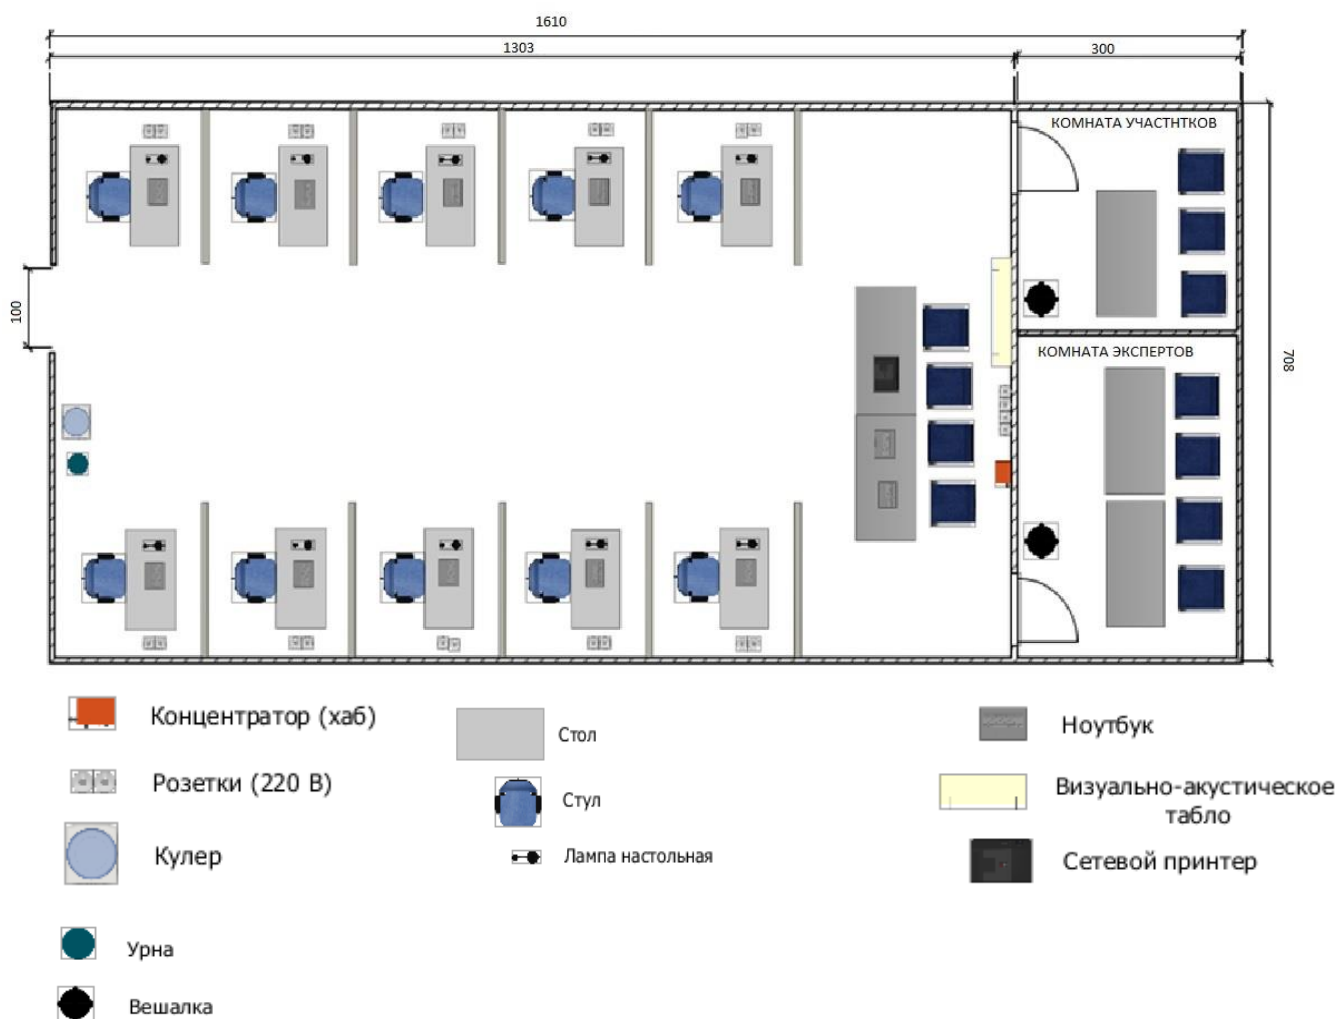 1610
1303
300
КОМНАТА УЧАСТНТКОВ
100
КОМНАТА ЭКСПЕРТОВ
708
Концентратор (хаб)
Стол
Ноутбук
Розетки (220 В)
Стул
Визуально-акустическое
табло
Кулер
Лампа настольная
Сетевой принтер
Урна
Вешалка